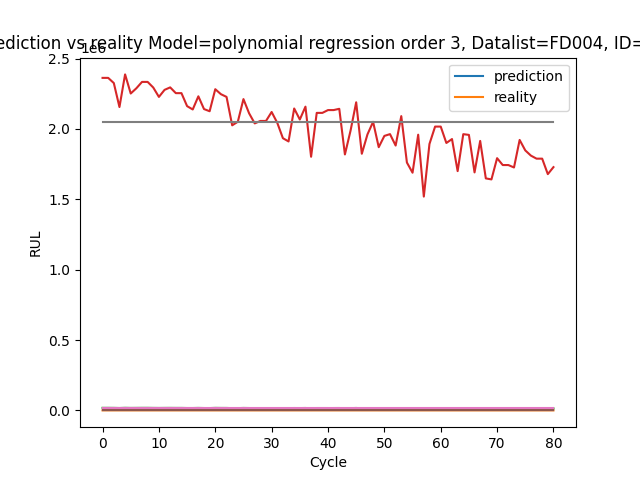 ediction vs reality Model=polynomial regression order 3, Datalist=FD004, ID=
1e6
2.5
2.0
1.5
1.0
0.5
0.0
RUL
prediction
reality
0 10 20 30 40 50 60 70 80
Cycle